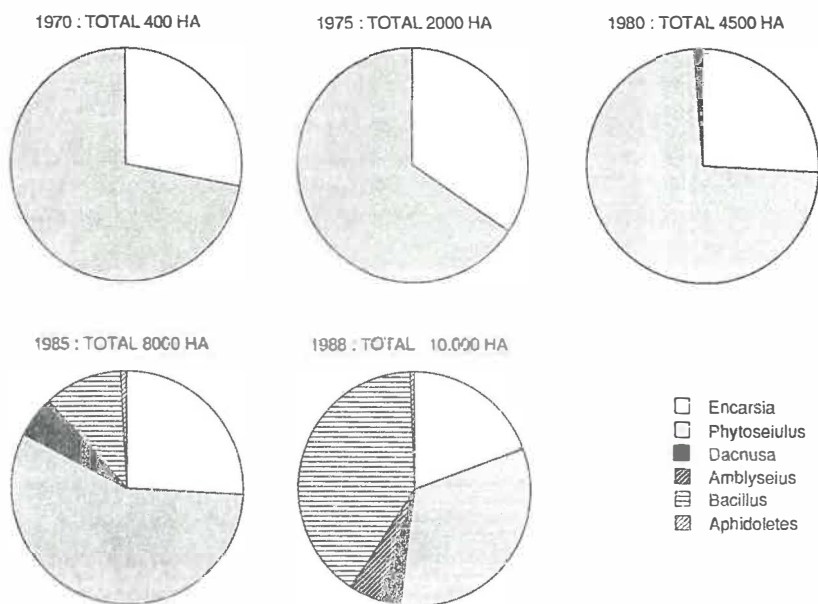 1970 : TOTAL 400 HA
1975 : TOTAL 2000 HA
1980 : TOTAL 4500 HA
1985 : TOTAL 8000 HA
1988 : TOTAL 10.000 HA
Encarsia
Phytoseiulus
Dacnusa
Amblyseius
Bacillus
Aphidoletes